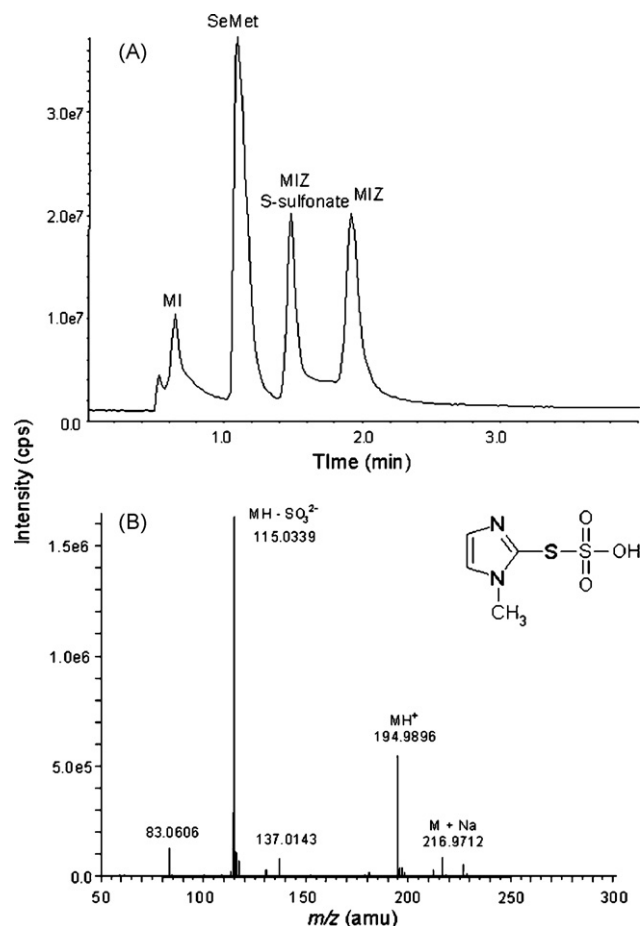 (A)
SeMet
MIZ
S-sulfonate
MIZ
MI
3.0e7
2.0e7
1.0e7
0.0
1.0
2.0
3.0
TIme (min)
Intensity (cps)
(B)
MH - SO₃²⁻
115.0339
1.5e6
1.0e6
5.0e5
0.0
83.0606
137.0143
MH⁺
194.9896
M + Na
216.9712
N
N
CH₃
S
O
S
O
OH
50
100
150
200
250
300
m/z (amu)